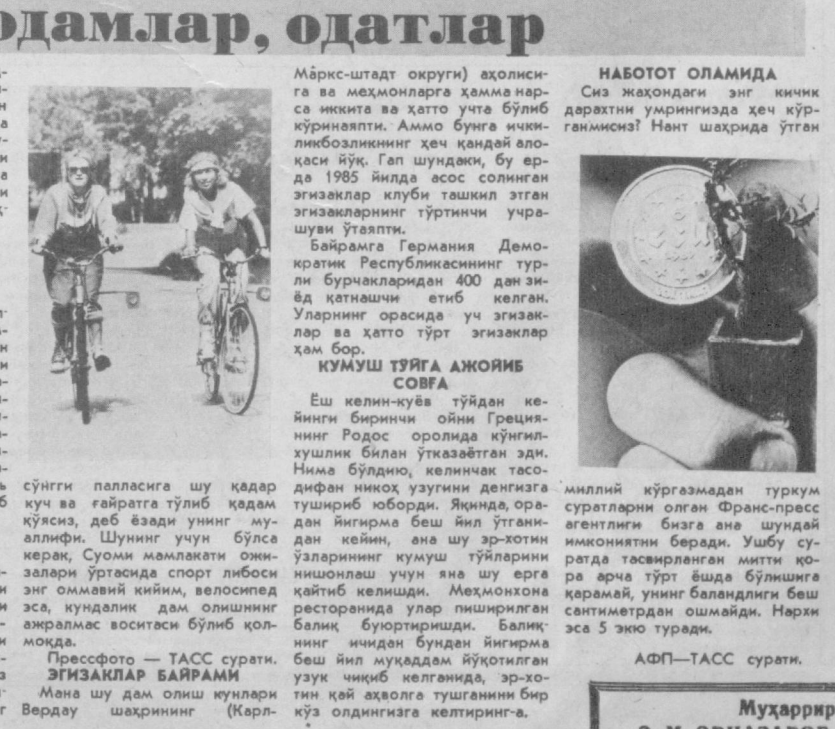 одамлар, одатлар
сўнгги палласига шу қадар
куч ва ғайратга тўлиб қадам
қўясиз, деб ёзади унинг му-
аллифи. Шунинг учун бўлса
керак, Суоми мамлакати ожи-
залари ўртасида спорт либоси
энг оммавий кийим, велосипед
эса, кундалик дам олишнинг
ажралмас воситаси бўлиб қол-
моқда.
Прессфото — ТАСС сурати.
ЭГИЗАКЛАР БАЙРАМИ
Мана шу дам олиш кунлари
Вердау шаҳрининг (Карл-
Маркс-штадт округи) аҳолиси-
га ва меҳмонларга ҳамма нар-
са иккита ва ҳатто учта бўлиб
кўринаяпти. Аммо бунга ички-
ликбозликнинг ҳеч қандай ало-
қаси йўқ. Гап шундаки, бу ер-
да 1985 йилда асос солинган
эгизаклар клуби ташкил этган
эгизакларнинг тўртинчи учра-
шуви ўтаяпти.
Байрамга Германия Демо-
кратик Республикасининг тур-
ли бурчакларидан 400 дан зи-
ёд қатнашчи етиб келган.
Уларнинг орасида уч эгизак-
лар ва ҳатто тўрт эгизаклар
ҳам бор.
КУМУШ ТЎЙГА АЖОЙИБ
СОВҒА
Ёш келин-куёв тўйдан ке-
йинги биринчи ойни Греция-
нинг Родос оролида кўнгил-
хушлик билан ўтказаётган эди.
Нима бўлдию, келинчак тасо-
дифан никоҳ узугини денгизга
тушириб юборди. Яқинда, ора-
дан йигирма беш йил ўтгани-
дан кейин, ана шу эр-хотин
ўзларининг кумуш тўйларини
нишонлаш учун яна шу ерга
қайтиб келишди. Меҳмонхона
ресторанида улар пиширилган
балиқ буюртиришди. Балиқ-
нинг ичидан бундан йигирма
беш йил муқаддам йўқотилган
узук чиқиб келганида, эр-хо-
тин қай аҳволга тушганини бир
кўз олдингизга келтиринг-а.
НАБОТОТ ОЛАМИДА
Сиз жаҳондаги энг кичик
дарахтни умрингизда ҳеч кўр-
ганмисиз? Нант шаҳрида ўтган
миллий кўргазмадан туркум
суратларни олган Франс-пресс
агентлиги бизга ана шундай
имкониятни беради. Ушбу су-
ратда тасвирланган митти қо-
ра арча тўрт ёшда бўлишига
қарамай, унинг баландлиги беш
сантиметрдан ошмайди. Нархи
эса 5 экю туради.
АФП—ТАСС сурати.
Муҳаррир